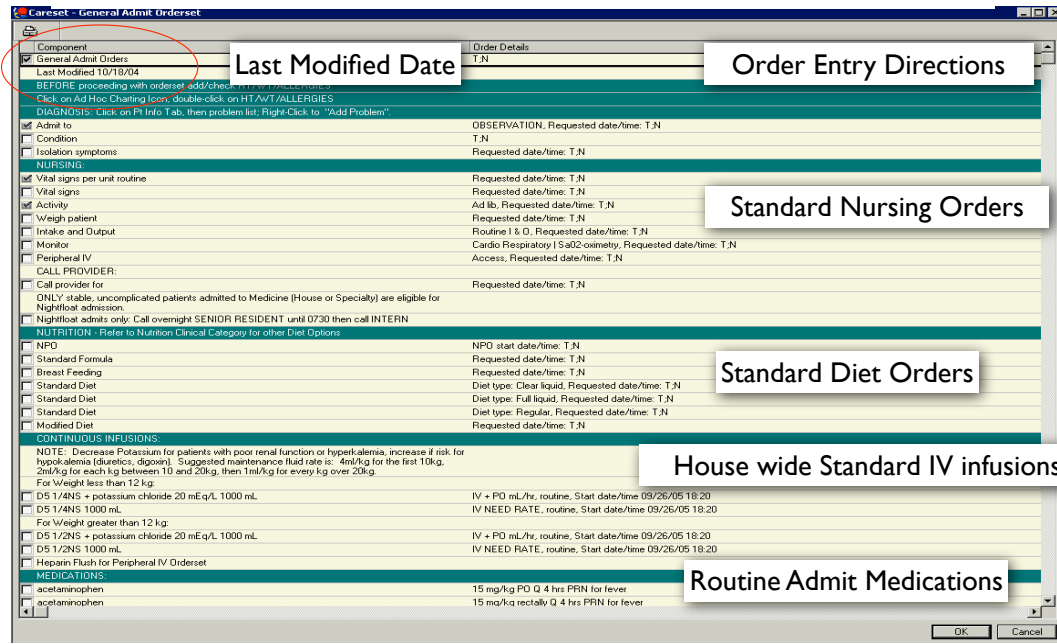 Careset - General Admit Orderset
Component Order Details
General Admit Orders T;N
Last Modified Date
Order Entry Directions
Last Modified 10/18/04
BEFORE proceeding with orderset add/check HT/WT/ALLERGIES
Click on Ad Hoc Charting Icon, double-click on HT/WT/ALLERGIES
DIAGNOSIS: Click on Pt Info Tab, then problem list; Right-Click to "Add Problem".
Admit to OBSERVATION, Requested date/time: T;N
Condition T;N
Isolation symptoms Requested date/time: T;N
NURSING:
Vital signs per unit routine Requested date/time: T;N
Vital signs Requested date/time: T;N
Activity Ad lib, Requested date/time: T;N
Standard Nursing Orders
Weigh patient Requested date/time: T;N
Intake and Output Routine I & O, Requested date/time: T;N
Monitor Cardio Respiratory | Sa02-oximetry, Requested date/time: T;N
Peripheral IV Access, Requested date/time: T;N
CALL PROVIDER:
Call provider for Requested date/time: T;N
ONLY stable, uncomplicated patients admitted to Medicine (House or Specialty) are eligible for
Nightfloat admission.
Nightfloat admits only: Call overnight SENIOR RESIDENT until 0730 then call INTERN
NUTRITION - Refer to Nutrition Clinical Category for other Diet Options
NPO NPO start date/time: T;N
Standard Formula Requested date/time: T;N
Breast Feeding Requested date/time: T;N
Standard Diet Orders
Standard Diet Diet type: Clear liquid, Requested date/time: T;N
Standard Diet Diet type: Full liquid, Requested date/time: T;N
Standard Diet Diet type: Regular, Requested date/time: T;N
Modified Diet Requested date/time: T;N
CONTINUOUS INFUSIONS:
NOTE: Decrease Potassium for patients with poor renal function or hyperkalemia, increase if risk for
hypokalemia (diuretics, digoxin). Suggested maintenance fluid rate is: 4ml/kg for the first 10kg,
2ml/kg for each kg between 10 and 20kg, then 1ml/kg for every kg over 20kg.
House wide Standard IV infusions
For Weight less than 12 kg:
D5 1/4NS + potassium chloride 20 mEq/L 1000 mL IV + PO mL/hr, routine, Start date/time 09/26/05 18:20
D5 1/4NS 1000 mL IV NEED RATE, routine, Start date/time 09/26/05 18:20
For Weight greater than 12 kg:
D5 1/2NS + potassium chloride 20 mEq/L 1000 mL IV + PO mL/hr, routine, Start date/time 09/26/05 18:20
D5 1/2NS 1000 mL IV NEED RATE, routine, Start date/time 09/26/05 18:20
Heparin Flush for Peripheral IV Orderset
MEDICATIONS:
Routine Admit Medications
acetaminophen 15 mg/kg PO Q 4 hrs PRN for fever
acetaminophen 15 mg/kg rectally Q 4 hrs PRN for fever
OK Cancel